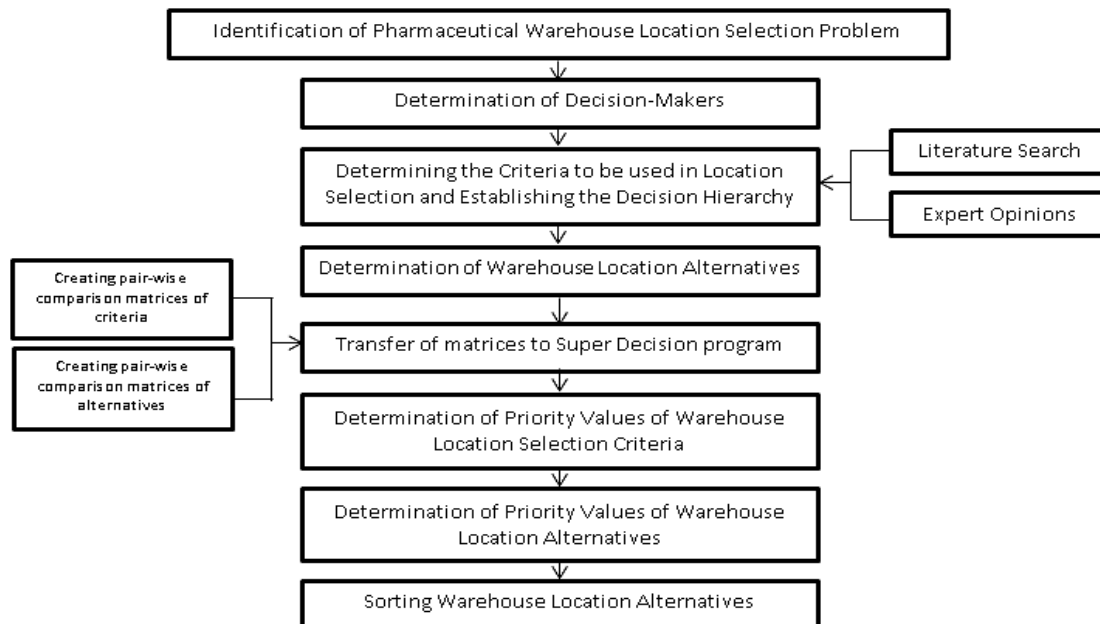 Identification of Pharmaceutical Warehouse Location Selection Problem
Determination of Decision-Makers
Determining the Criteria to be used in Location
Selection and Establishing the Decision Hierarchy
Literature Search
Expert Opinions
Determination of Warehouse Location Alternatives
Creating pair-wise
comparison matrices of
criteria
Creating pair-wise
comparison matrices of
alternatives
Transfer of matrices to Super Decision program
Determination of Priority Values of Warehouse
Location Selection Criteria
Determination of Priority Values of Warehouse
Location Alternatives
Sorting Warehouse Location Alternatives